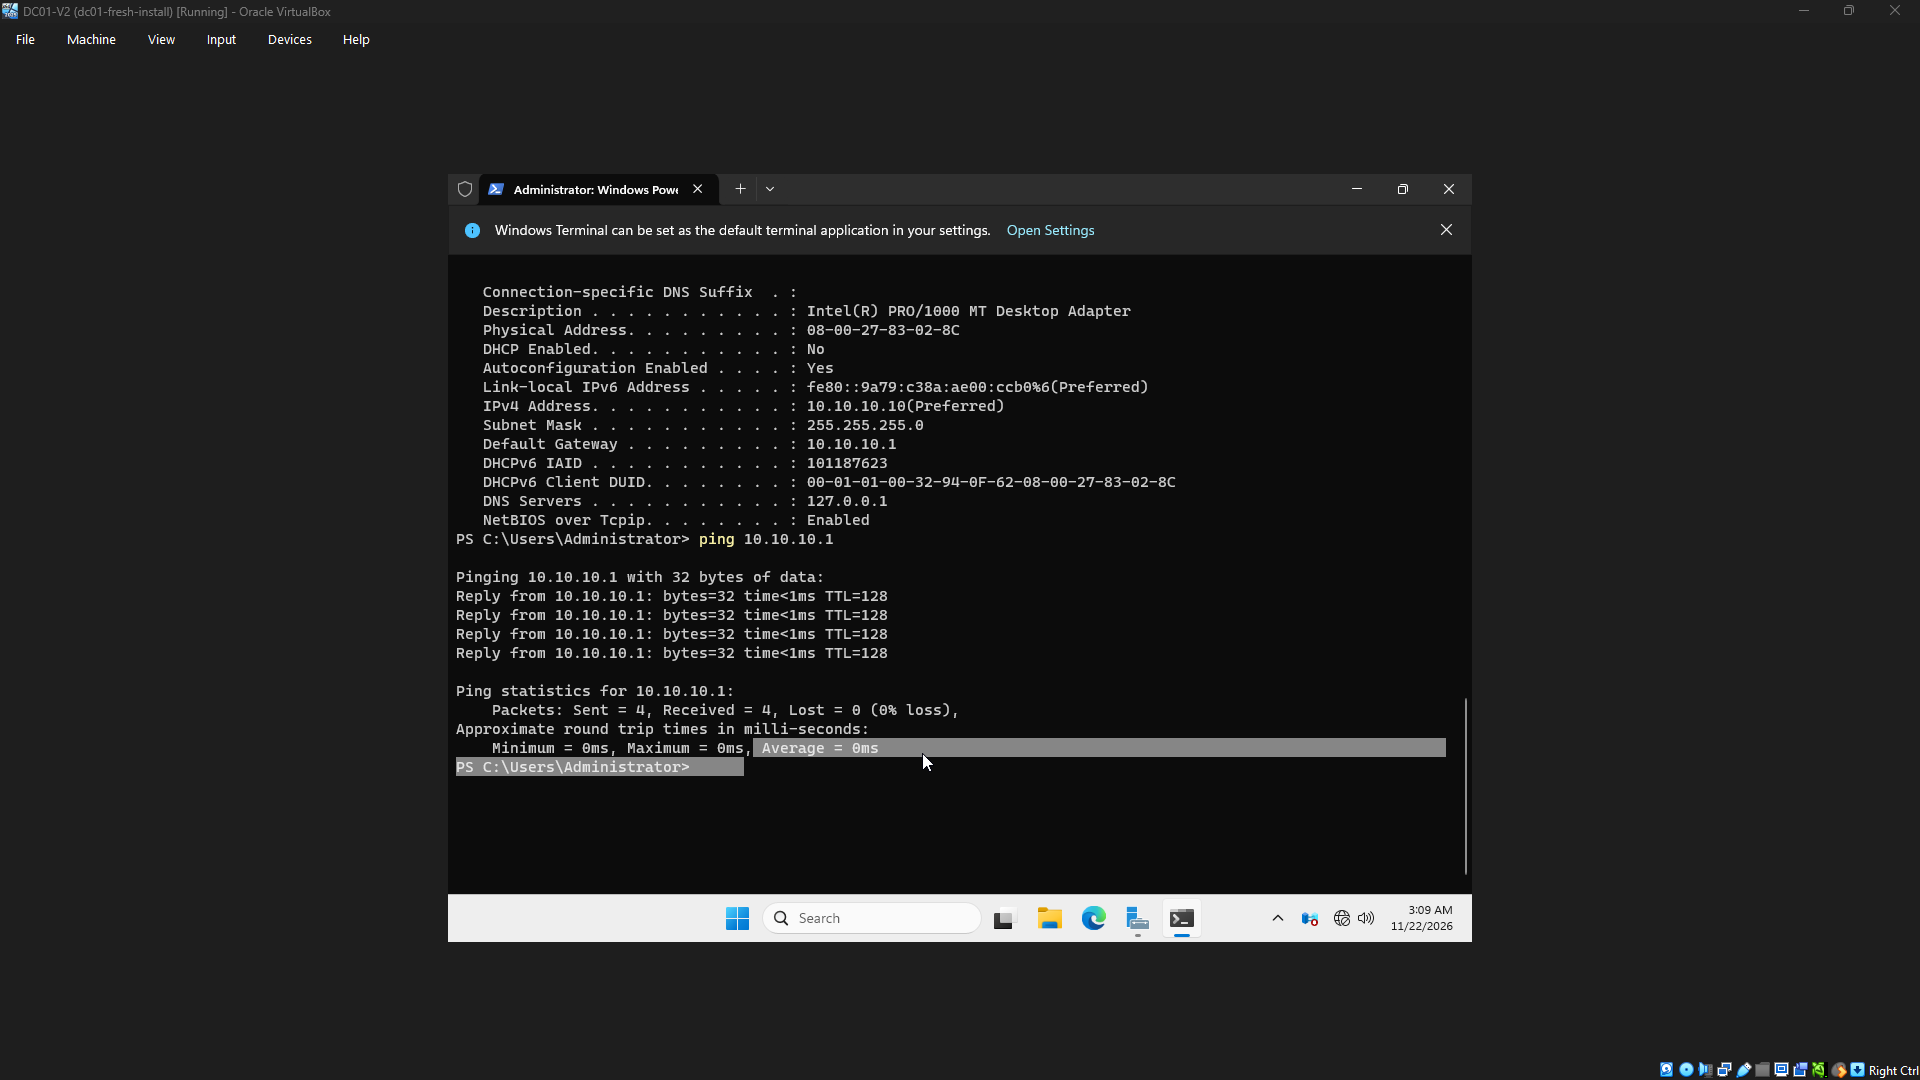 DC01-V2 (dc01-fresh-install) [Running] - Oracle VirtualBox
File Machine View Input Devices Help
Administrator: Windows Powe
Windows Terminal can be set as the default terminal application in your settings. Open Settings
Connection-specific DNS Suffix  . :
Description . . . . . . . . . . . : Intel(R) PRO/1000 MT Desktop Adapter
Physical Address. . . . . . . . . : 08-00-27-83-02-8C
DHCP Enabled. . . . . . . . . . . : No
Autoconfiguration Enabled . . . . : Yes
Link-local IPv6 Address . . . . . : fe80::9a79:c38a:ae00:ccb0%6(Preferred)
IPv4 Address. . . . . . . . . . . : 10.10.10.10(Preferred)
Subnet Mask . . . . . . . . . . . : 255.255.255.0
Default Gateway . . . . . . . . . : 10.10.10.1
DHCPv6 IAID . . . . . . . . . . . : 101187623
DHCPv6 Client DUID. . . . . . . . : 00-01-01-00-32-94-0F-62-08-00-27-83-02-8C
DNS Servers . . . . . . . . . . . : 127.0.0.1
NetBIOS over Tcpip. . . . . . . . : Enabled
PS C:\Users\Administrator> ping 10.10.10.1
Pinging 10.10.10.1 with 32 bytes of data:
Reply from 10.10.10.1: bytes=32 time<1ms TTL=128
Reply from 10.10.10.1: bytes=32 time<1ms TTL=128
Reply from 10.10.10.1: bytes=32 time<1ms TTL=128
Reply from 10.10.10.1: bytes=32 time<1ms TTL=128
Ping statistics for 10.10.10.1:
Packets: Sent = 4, Received = 4, Lost = 0 (0% loss),
Approximate round trip times in milli-seconds:
Minimum = 0ms, Maximum = 0ms, Average = 0ms
PS C:\Users\Administrator>
Search
3:09 AM
11/22/2026
Right Ctrl